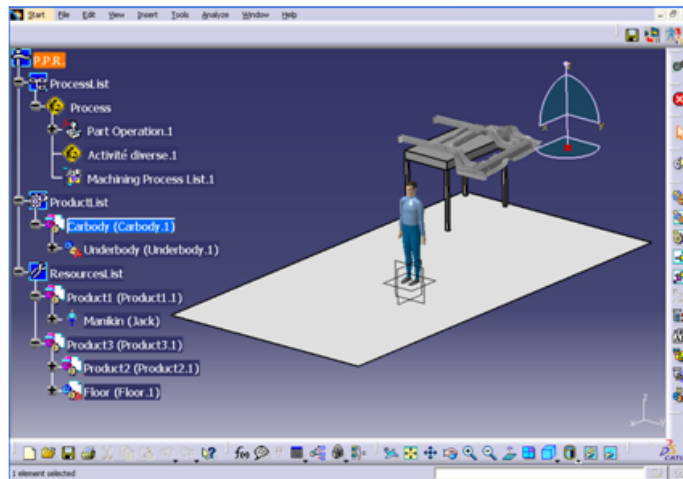 Start File Edit View Insert Tools Analyze Window Help
P.P.R.
ProcessList
Process
Part Operation.1
Activité diverse.1
Machining Process List.1
ProductList
Carbody (Carbody.1)
Underbody (Underbody.1)
ResourcesList
Product1 (Product1.1)
Manikin (Jack)
Product3 (Product3.1)
Product2 (Product2.1)
Floor (Floor.1)
1 element selected